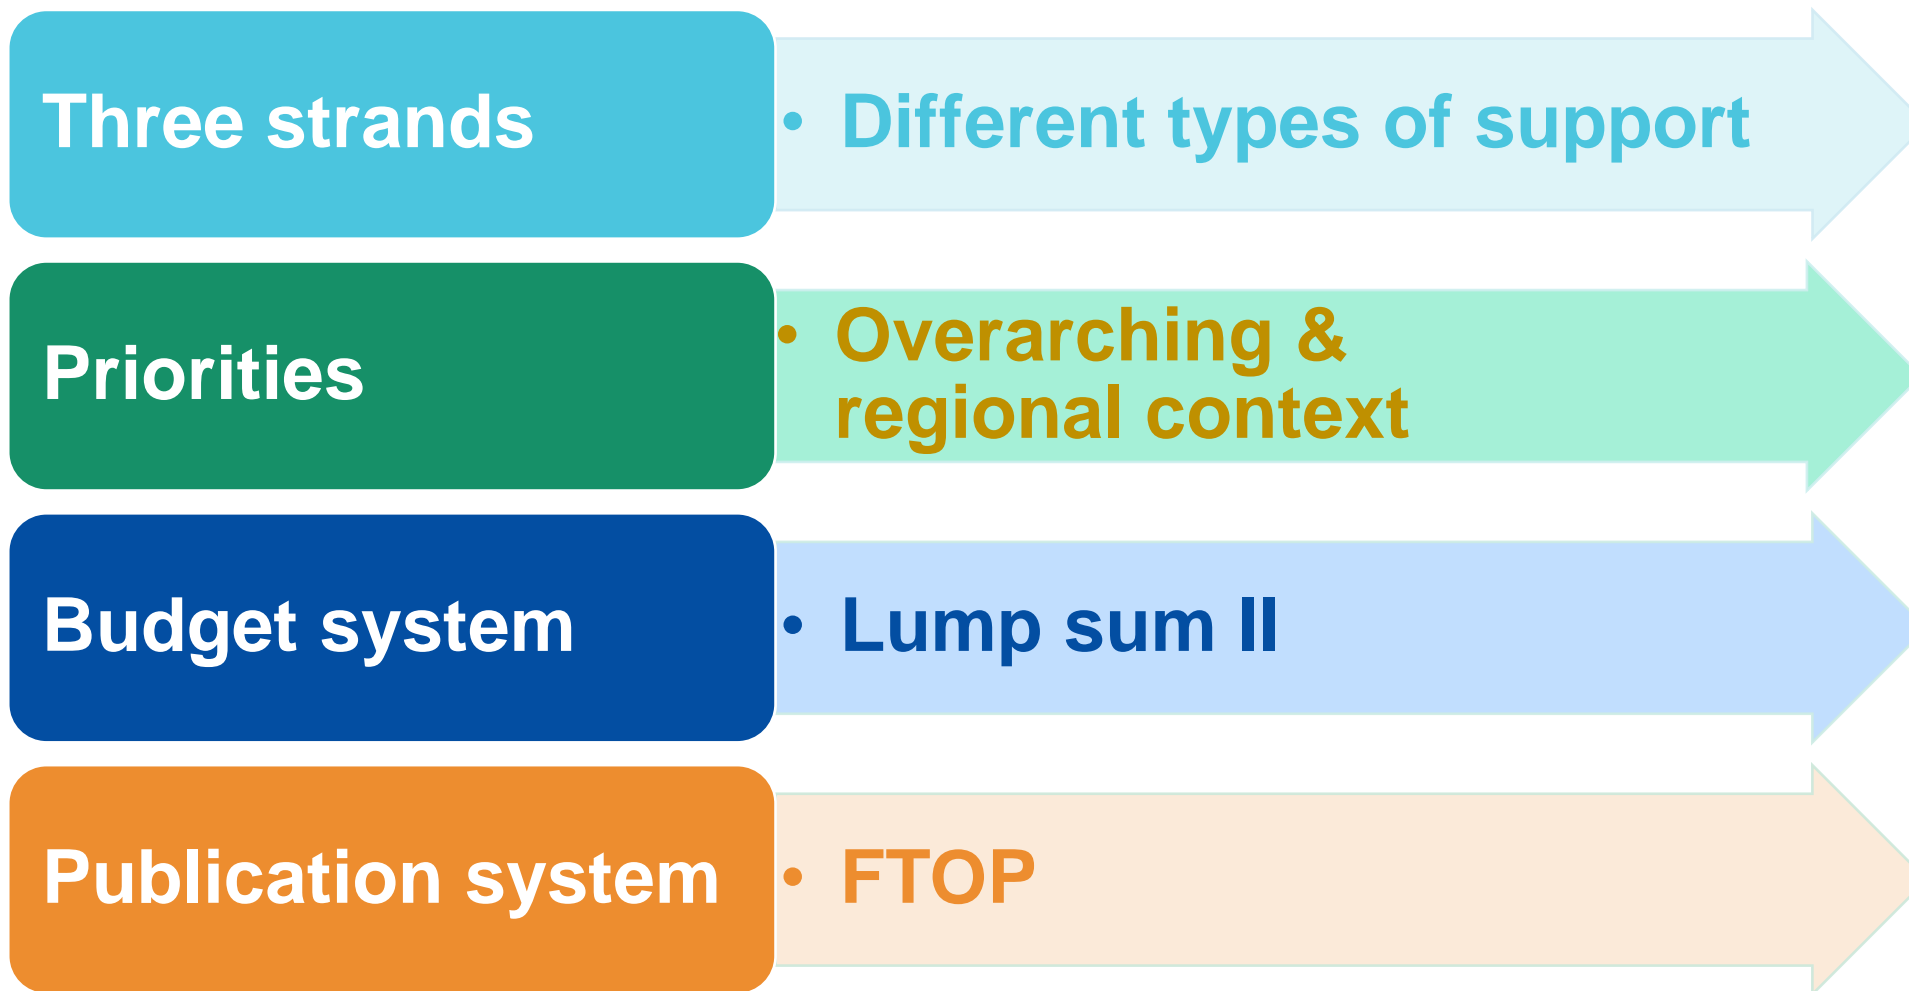 Three strands
• Different types of support
Priorities
• Overarching &
regional context
Budget system
• Lump sum II
Publication system
• FTOP